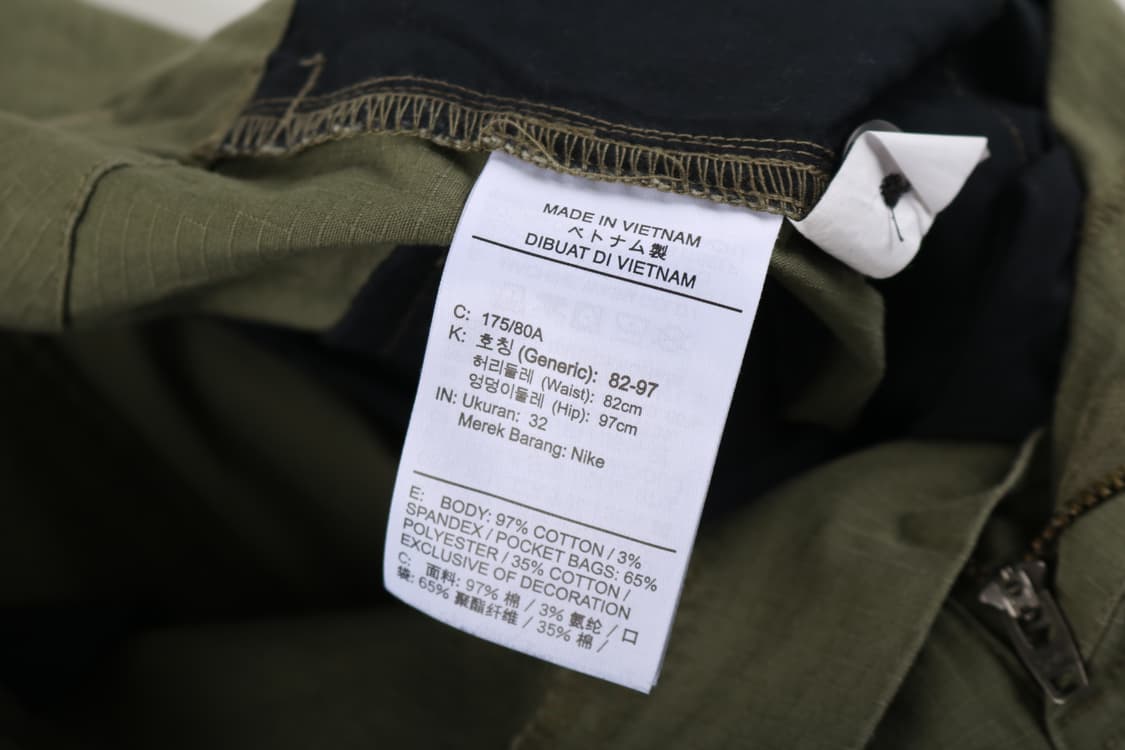 MADE IN VIETNAM
ベトナム製
DIBUAT DI VIETNAM
C: 175/80A
K: 호칭 (Generic): 82-97
허리둘레 (Waist): 82cm
엉덩이둘레 (Hip): 97cm
IN: Ukuran: 32
Merek Barang: Nike
E: BODY: 97% COTTON / 3%
SPANDEX / POCKET BAGS: 65%
POLYESTER / 35% COTTON /
EXCLUSIVE OF DECORATION
C: 面料: 97% 棉 / 3% 氨纶 / 口
袋: 65% 聚酯纤维 / 35% 棉 /